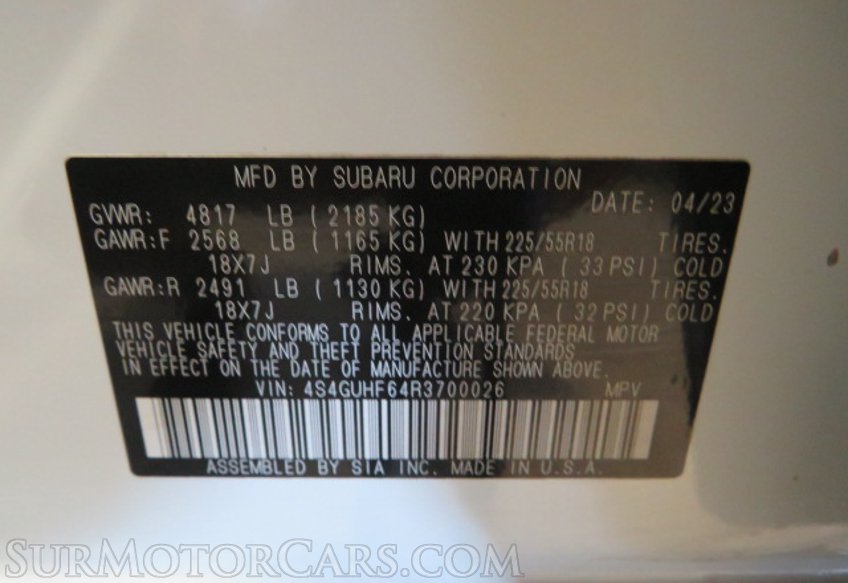 MFD BY SUBARU CORPORATION
DATE: 04/23
GVWR: 4817 LB ( 2185 KG)
GAWR:F 2568 LB ( 1165 KG) WITH 225/55R18 TIRES.
18X7J RIMS. AT 230 KPA ( 33 PSI) COLD
GAWR:R 2491 LB ( 1130 KG) WITH 225/55R18 TIRES.
18X7J RIMS. AT 220 KPA ( 32 PSI) COLD
THIS VEHICLE CONFORMS TO ALL APPLICABLE FEDERAL MOTOR
VEHICLE SAFETY AND THEFT PREVENTION STANDARDS
IN EFFECT ON THE DATE OF MANUFACTURE SHOWN ABOVE.
VIN: 4S4GUHF64R3700026 MPV
ASSEMBLED BY SIA INC. MADE IN U.S.A.
SURMOTORCARS.COM